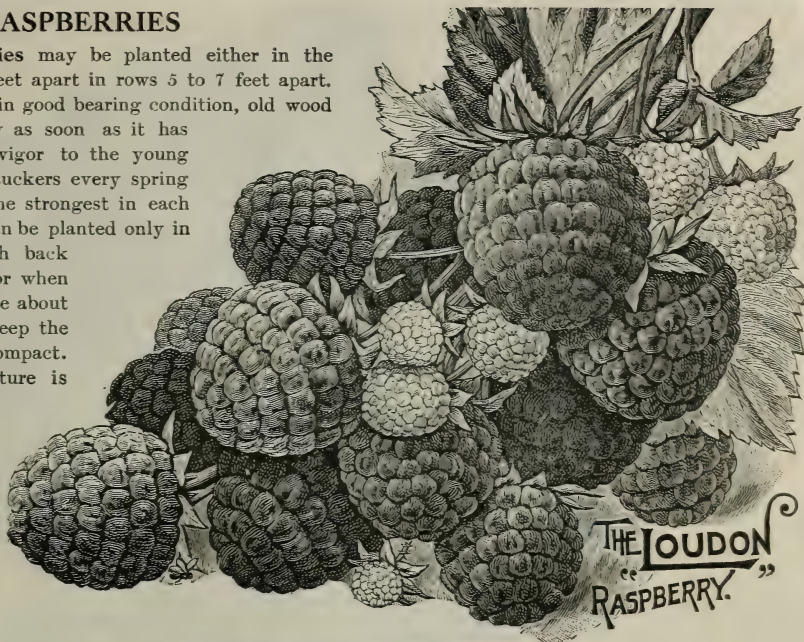 ASPBERRIES
ies may be planted either in the
eet apart in rows 5 to 7 feet apart.
in good bearing condition, old wood
as soon as it has
vigor to the young
uckers every spring
ne strongest in each
n be planted only in
h back
or when
e about
eep the
ompact.
ture is
THE LOUDON
"RASPBERRY."